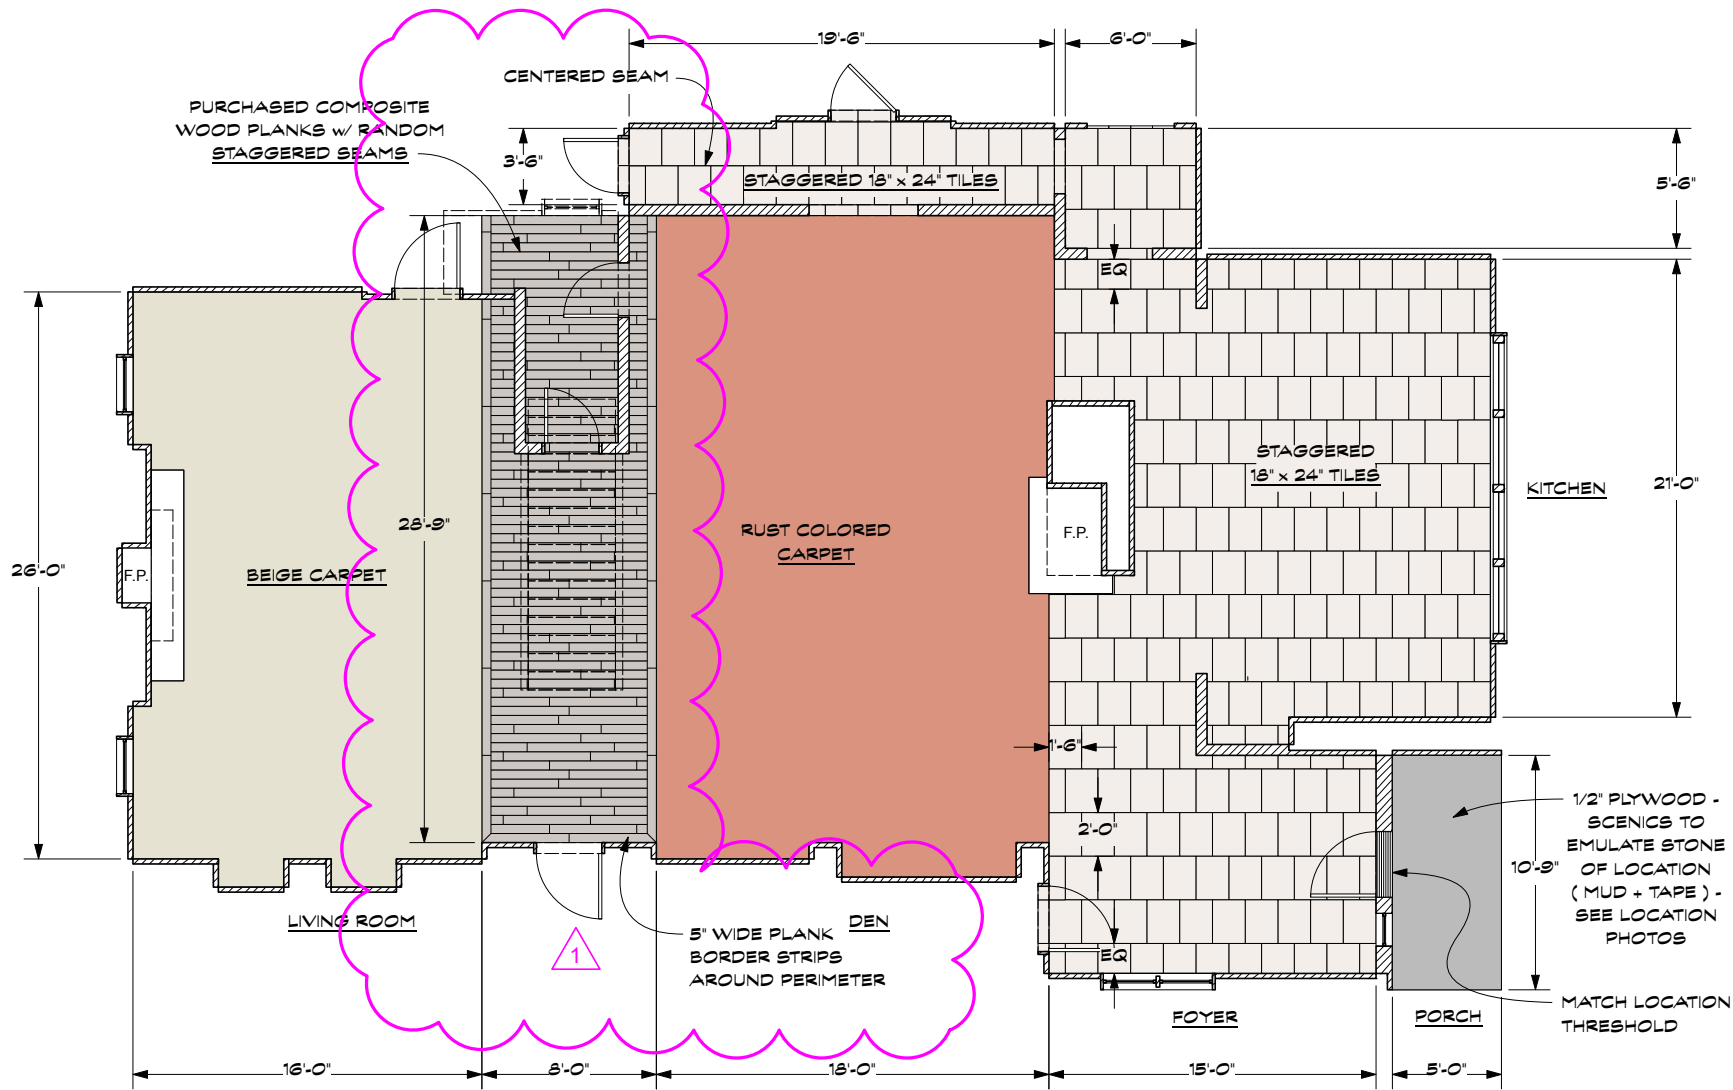 19'-6"
6'-0"
CENTERED SEAM
PURCHASED COMPOSITE
WOOD PLANKS w/ RANDOM
STAGGERED SEAMS
3'-6"
STAGGERED 18" x 24" TILES
5'-6"
EQ
STAGGERED
18" x 24" TILES
KITCHEN
21'-0"
28'-9"
RUST COLORED
CARPET
F.P.
26'-0"
F.P.
BEIGE CARPET
1'-6"
2'-0"
1/2" PLYWOOD -
SCENICS TO
EMULATE STONE
OF LOCATION
( MUD + TAPE ) -
SEE LOCATION
PHOTOS
10'-9"
LIVING ROOM
DEN
5" WIDE PLANK
BORDER STRIPS
AROUND PERIMETER
1
EQ
FOYER
PORCH
MATCH LOCATION
THRESHOLD
16'-0"
8'-0"
18'-0"
15'-0"
5'-0"